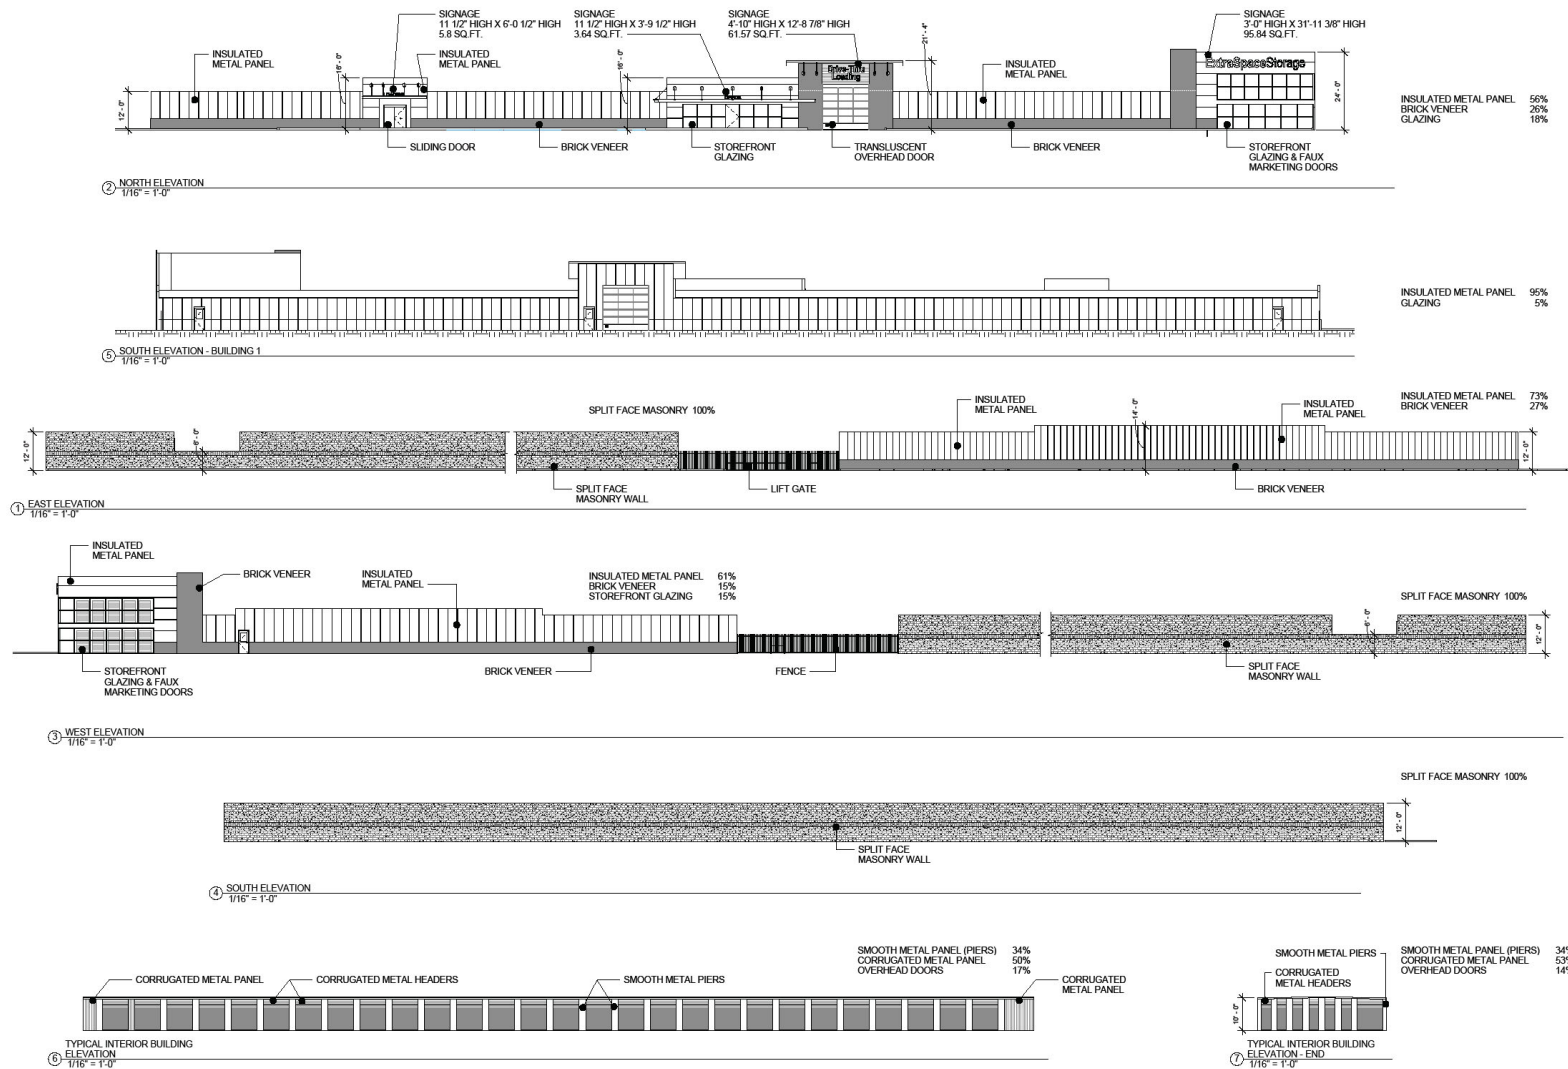 SIGNAGE
11 1/2" HIGH X 6'-0 1/2" HIGH
5.8 SQ.FT.
SIGNAGE
11 1/2" HIGH X 3'-9 1/2" HIGH
3.64 SQ.FT.
SIGNAGE
4'-10" HIGH X 12'-8 7/8" HIGH
61.57 SQ.FT.
SIGNAGE
3'-0" HIGH X 31'-11 3/8" HIGH
95.84 SQ.FT.
INSULATED
METAL PANEL
INSULATED
METAL PANEL
INSULATED
METAL PANEL
12' - 0"
16' - 0"
16' - 0"
21' - 4"
24' - 0"
Drive-Thru
Loading
ExtraSpaceStorage
INSULATED METAL PANEL 56%
BRICK VENEER 26%
GLAZING 18%
SLIDING DOOR
BRICK VENEER
STOREFRONT
GLAZING
TRANSLUSCENT
OVERHEAD DOOR
BRICK VENEER
STOREFRONT
GLAZING & FAUX
MARKETING DOORS
2 NORTH ELEVATION
1/16" = 1'-0"
INSULATED METAL PANEL 95%
GLAZING 5%
5 SOUTH ELEVATION - BUILDING 1
1/16" = 1'-0"
SPLIT FACE MASONRY 100%
INSULATED
METAL PANEL
INSULATED
METAL PANEL
INSULATED METAL PANEL 73%
BRICK VENEER 27%
12' - 0"
6' - 0"
14' - 0"
12' - 0"
SPLIT FACE
MASONRY WALL
LIFT GATE
BRICK VENEER
1 EAST ELEVATION
1/16" = 1'-0"
INSULATED
METAL PANEL
BRICK VENEER
INSULATED
METAL PANEL
INSULATED METAL PANEL 61%
BRICK VENEER 15%
STOREFRONT GLAZING 15%
SPLIT FACE MASONRY 100%
6' - 0"
12' - 0"
STOREFRONT
GLAZING & FAUX
MARKETING DOORS
BRICK VENEER
FENCE
SPLIT FACE
MASONRY WALL
3 WEST ELEVATION
1/16" = 1'-0"
SPLIT FACE MASONRY 100%
12' - 0"
SPLIT FACE
MASONRY WALL
4 SOUTH ELEVATION
1/16" = 1'-0"
SMOOTH METAL PANEL (PIERS) 34%
CORRUGATED METAL PANEL 50%
OVERHEAD DOORS 17%
CORRUGATED METAL PANEL
CORRUGATED METAL HEADERS
SMOOTH METAL PIERS
CORRUGATED
METAL PANEL
TYPICAL INTERIOR BUILDING
6 ELEVATION
1/16" = 1'-0"
SMOOTH METAL PIERS
CORRUGATED
METAL HEADERS
SMOOTH METAL PANEL (PIERS) 34%
CORRUGATED METAL PANEL 53%
OVERHEAD DOORS 14%
10' - 0"
TYPICAL INTERIOR BUILDING
7 ELEVATION - END
1/16" = 1'-0"